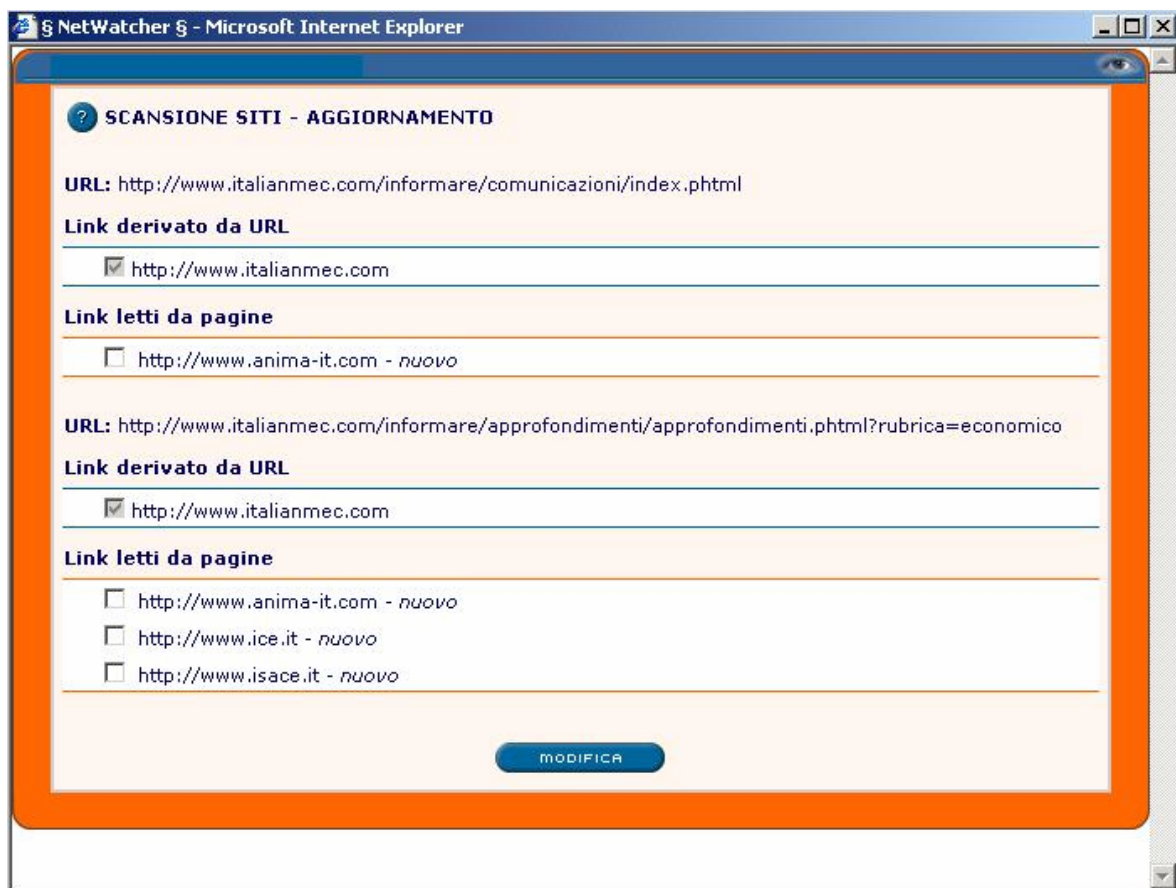 § NetWatcher § - Microsoft Internet Explorer
? SCANSIONE SITI - AGGIORNAMENTO
URL: http://www.italianmec.com/informare/comunicazioni/index.phtml
Link derivato da URL
http://www.italianmec.com
Link letti da pagine
http://www.anima-it.com - nuovo
URL: http://www.italianmec.com/informare/approfondimenti/approfondimenti.phtml?rubrica=economico
Link derivato da URL
http://www.italianmec.com
Link letti da pagine
http://www.anima-it.com - nuovo
http://www.ice.it - nuovo
http://www.isace.it - nuovo
MODIFICA